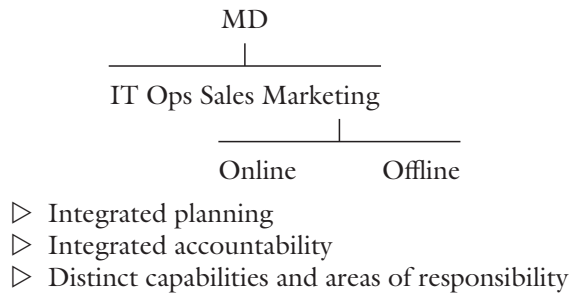 MD
IT Ops Sales Marketing
Online Offline
▷ Integrated planning
▷ Integrated accountability
▷ Distinct capabilities and areas of responsibility